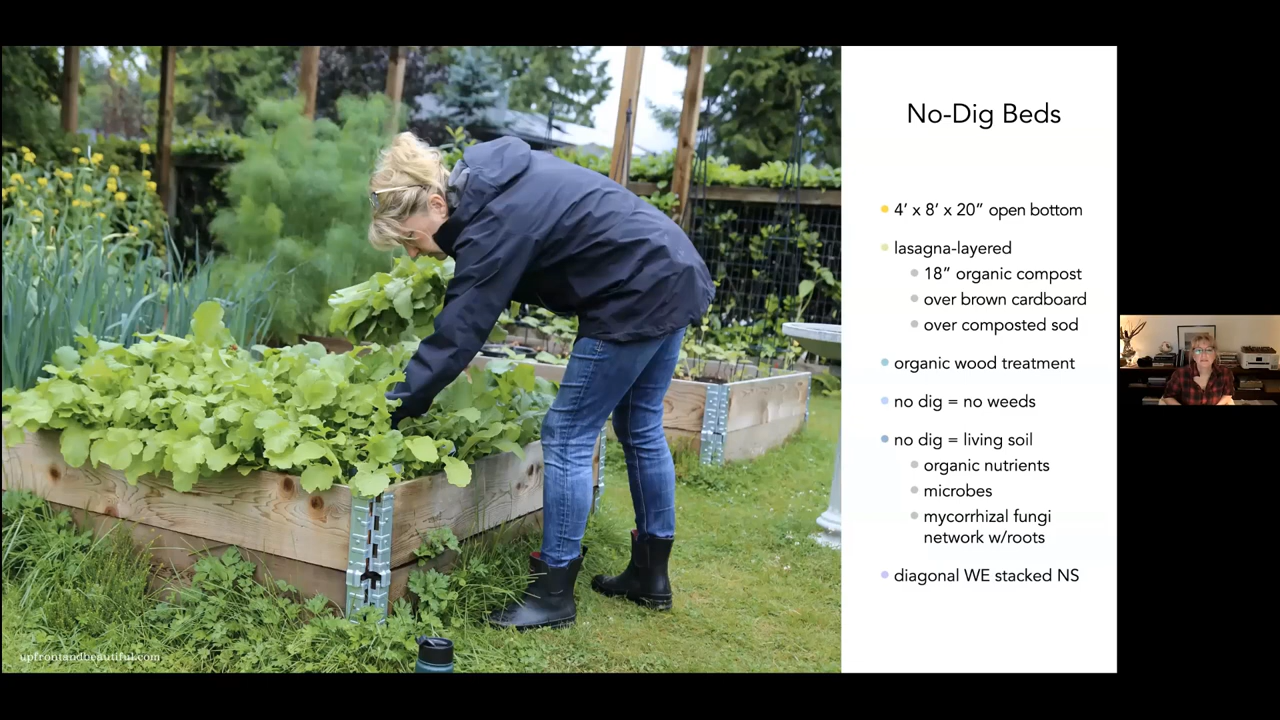 No-Dig Beds
4’ x 8’ x 20” open bottom
lasagna-layered
18” organic compost
over brown cardboard
over composted sod
organic wood treatment
no dig = no weeds
no dig = living soil
organic nutrients
microbes
mycorrhizal fungi
network w/roots
diagonal WE stacked NS
upfrontandbeautiful.com